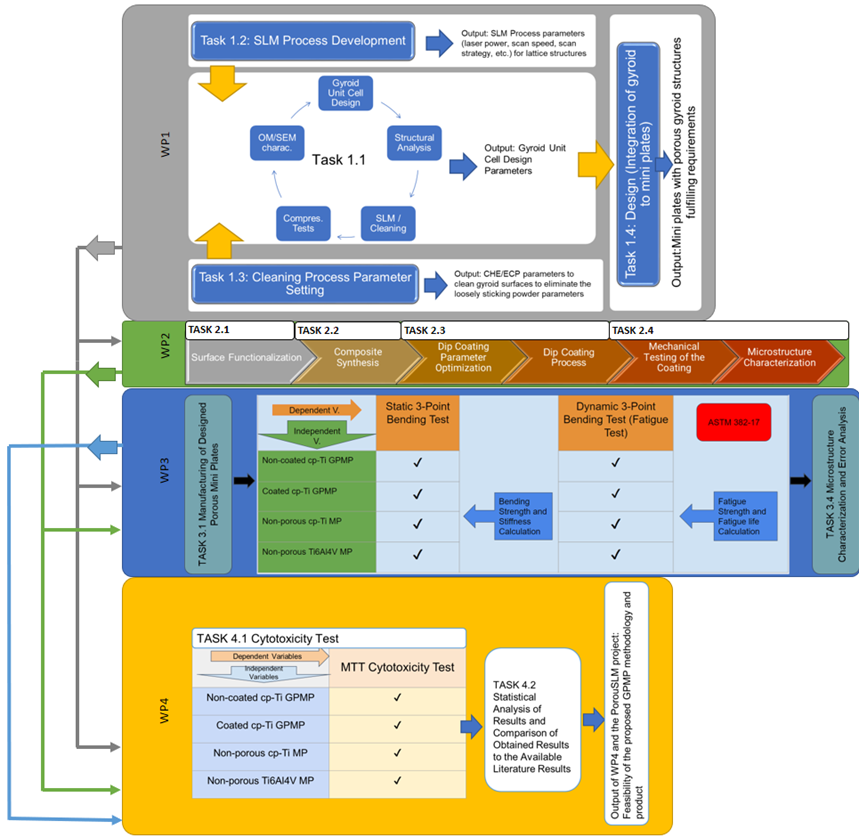 WP1
Task 1.2: SLM Process Development
Output: SLM Process parameters
(laser power, scan speed, scan
strategy, etc.) for lattice structures
Gyroid
Unit Cell
Design
OM/SEM
charac.
Structural
Analysis
Task 1.1
Compres.
Tests
SLM /
Cleaning
Output: Gyroid Unit
Cell Design
Parameters
Task 1.3: Cleaning Process Parameter
Setting
Output: CHE/ECP parameters to
clean gyroid surfaces to eliminate the
loosely sticking powder parameters
Task 1.4: Design (Integration of gyroid
to mini plates)
Output:Mini plates with porous gyroid structures
fulfilling requirements
WP2
TASK 2.1
TASK 2.2
TASK 2.3
TASK 2.4
Surface Functionalization
Composite
Synthesis
Dip Coating
Parameter
Optimization
Dip Coating
Process
Mechanical
Testing of the
Coating
Microstructure
Characterization
WP3
TASK 3.1 Manufacturing of Designed
Porous Mini Plates
Dependent V.
Independent
V.
Static 3-Point
Bending Test
Dynamic 3-Point
Bending Test (Fatigue
Test)
ASTM 382-17
Non-coated cp-Ti GPMP
✓
✓
Coated cp-Ti GPMP
✓
✓
Non-porous cp-Ti MP
✓
✓
Non-porous Ti6Al4V MP
✓
✓
Bending
Strength and
Stiffness
Calculation
Fatigue
Strength and
Fatigue life
Calculation
TASK 3.4 Microstructure
Characterization and Error Analysis
WP4
TASK 4.1 Cytotoxicity Test
Dependent Variables
Independent
Variables
MTT Cytotoxicity Test
Non-coated cp-Ti GPMP
✓
Coated cp-Ti GPMP
✓
Non-porous cp-Ti MP
✓
Non-porous Ti6Al4V MP
✓
TASK 4.2
Statistical
Analysis of
Results and
Comparison of
Obtained Results
to the Available
Literature Results
Output of WP4 and the PorouSLM project:
Feasibility of the proposed GPMP methodology and
product